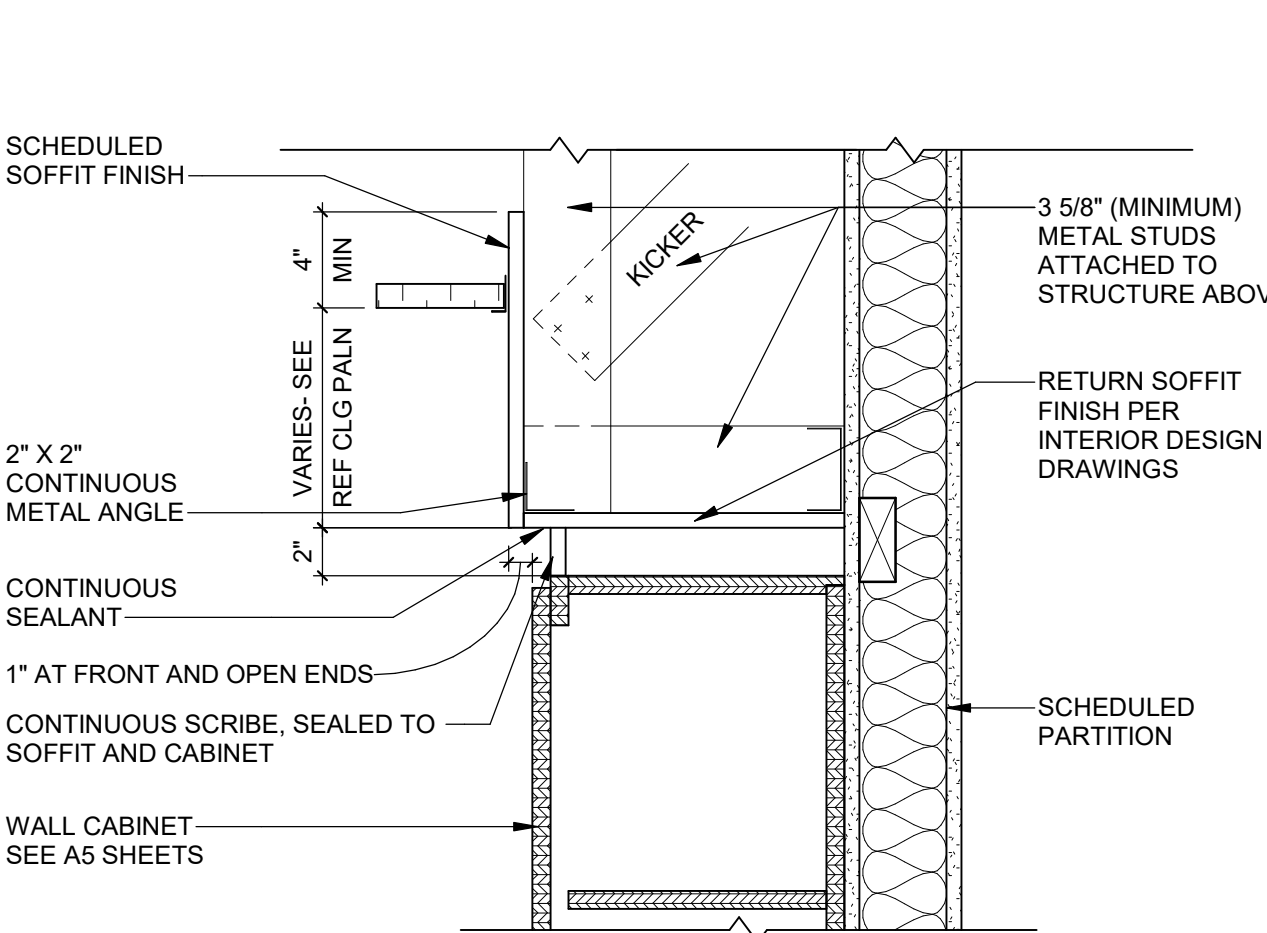 SCHEDULED
SOFFIT FINISH
4"
MIN
KICKER
3 5/8" (MINIMUM)
METAL STUDS
ATTACHED TO
STRUCTURE ABOV
VARIES- SEE
REF CLG PALN
RETURN SOFFIT
FINISH PER
INTERIOR DESIGN
DRAWINGS
2" X 2"
CONTINUOUS
METAL ANGLE
2"
CONTINUOUS
SEALANT
1" AT FRONT AND OPEN ENDS
CONTINUOUS SCRIBE, SEALED TO
SOFFIT AND CABINET
SCHEDULED
PARTITION
WALL CABINET
SEE A5 SHEETS